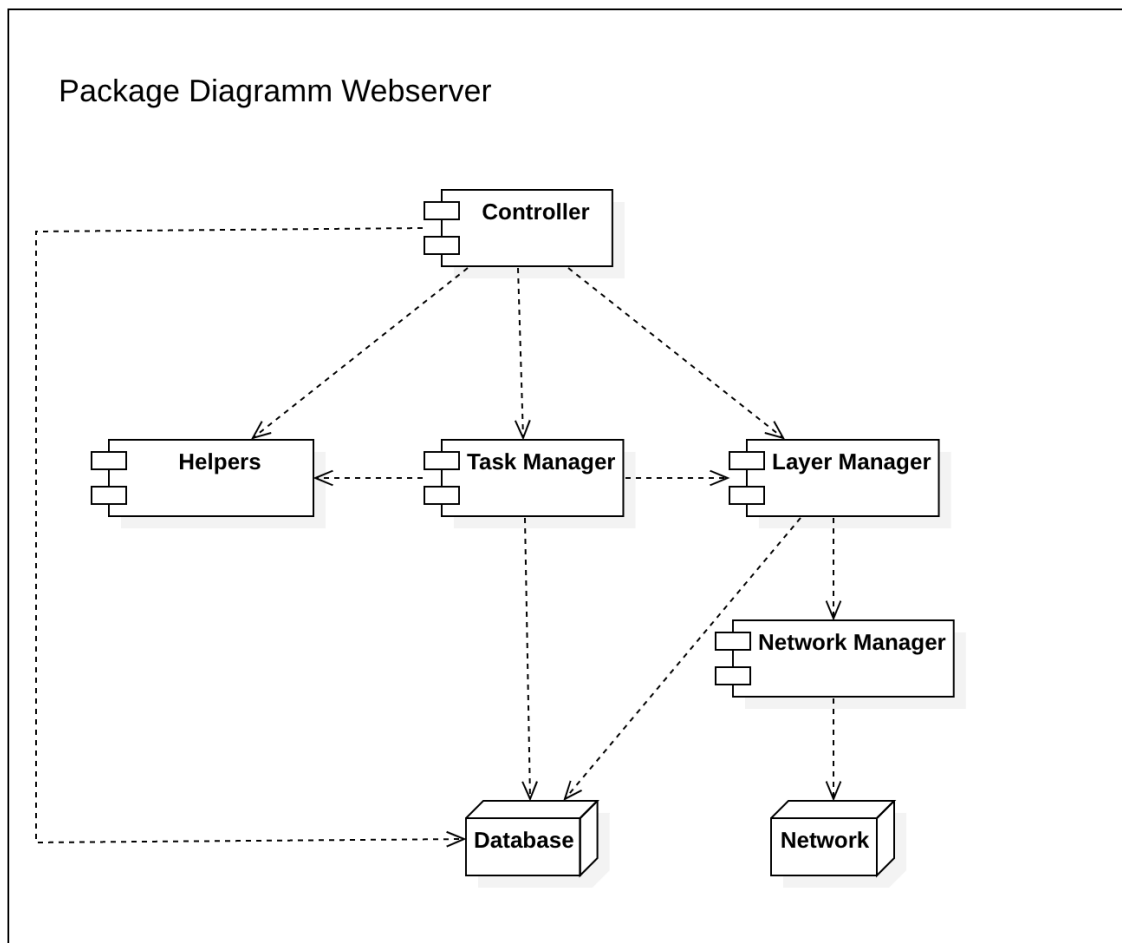 Package Diagramm Webserver
Controller
Helpers
Task Manager
Layer Manager
Network Manager
Database
Network